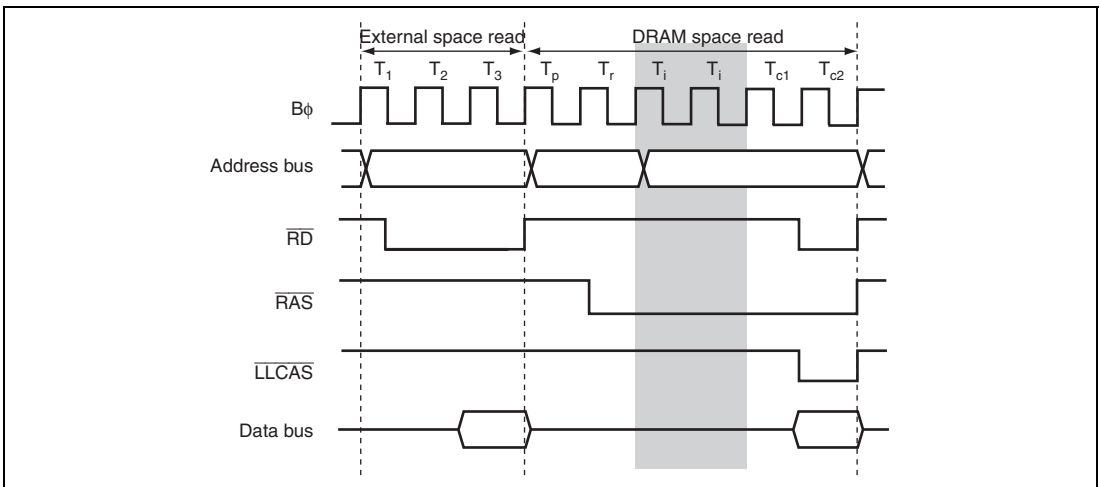 External space read DRAM space read
T1 T2 T3 Tp Tr Ti Ti Tc1 Tc2
Bϕ
Address bus
RD
RAS
LLCAS
Data bus